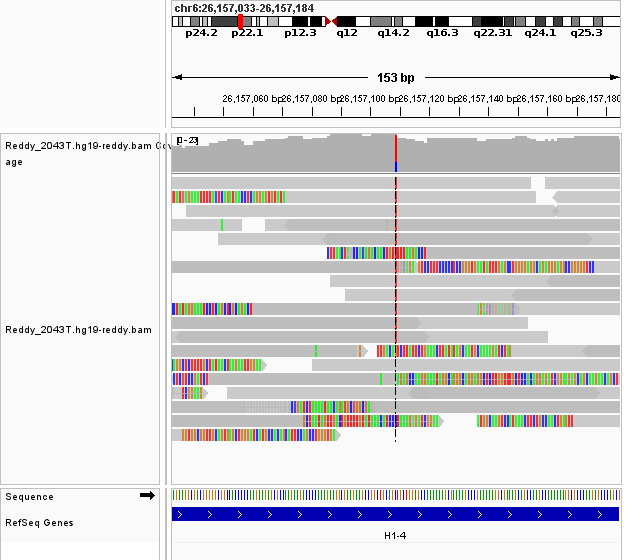 chr6:26,157,033-26,157,184
p24.2 p22.1 p12.3 q12 q14.2 q16.3 q22.31 q24.1 q25.3
153 bp
26,157,060 bp 26,157,080 bp 26,157,100 bp 26,157,120 bp 26,157,140 bp 26,157,160 bp 26,157,180
Reddy_2043T.hg19-reddy.bam Cov
age
[0-23]
Reddy_2043T.hg19-reddy.bam
Sequence
RefSeq Genes
H1-4